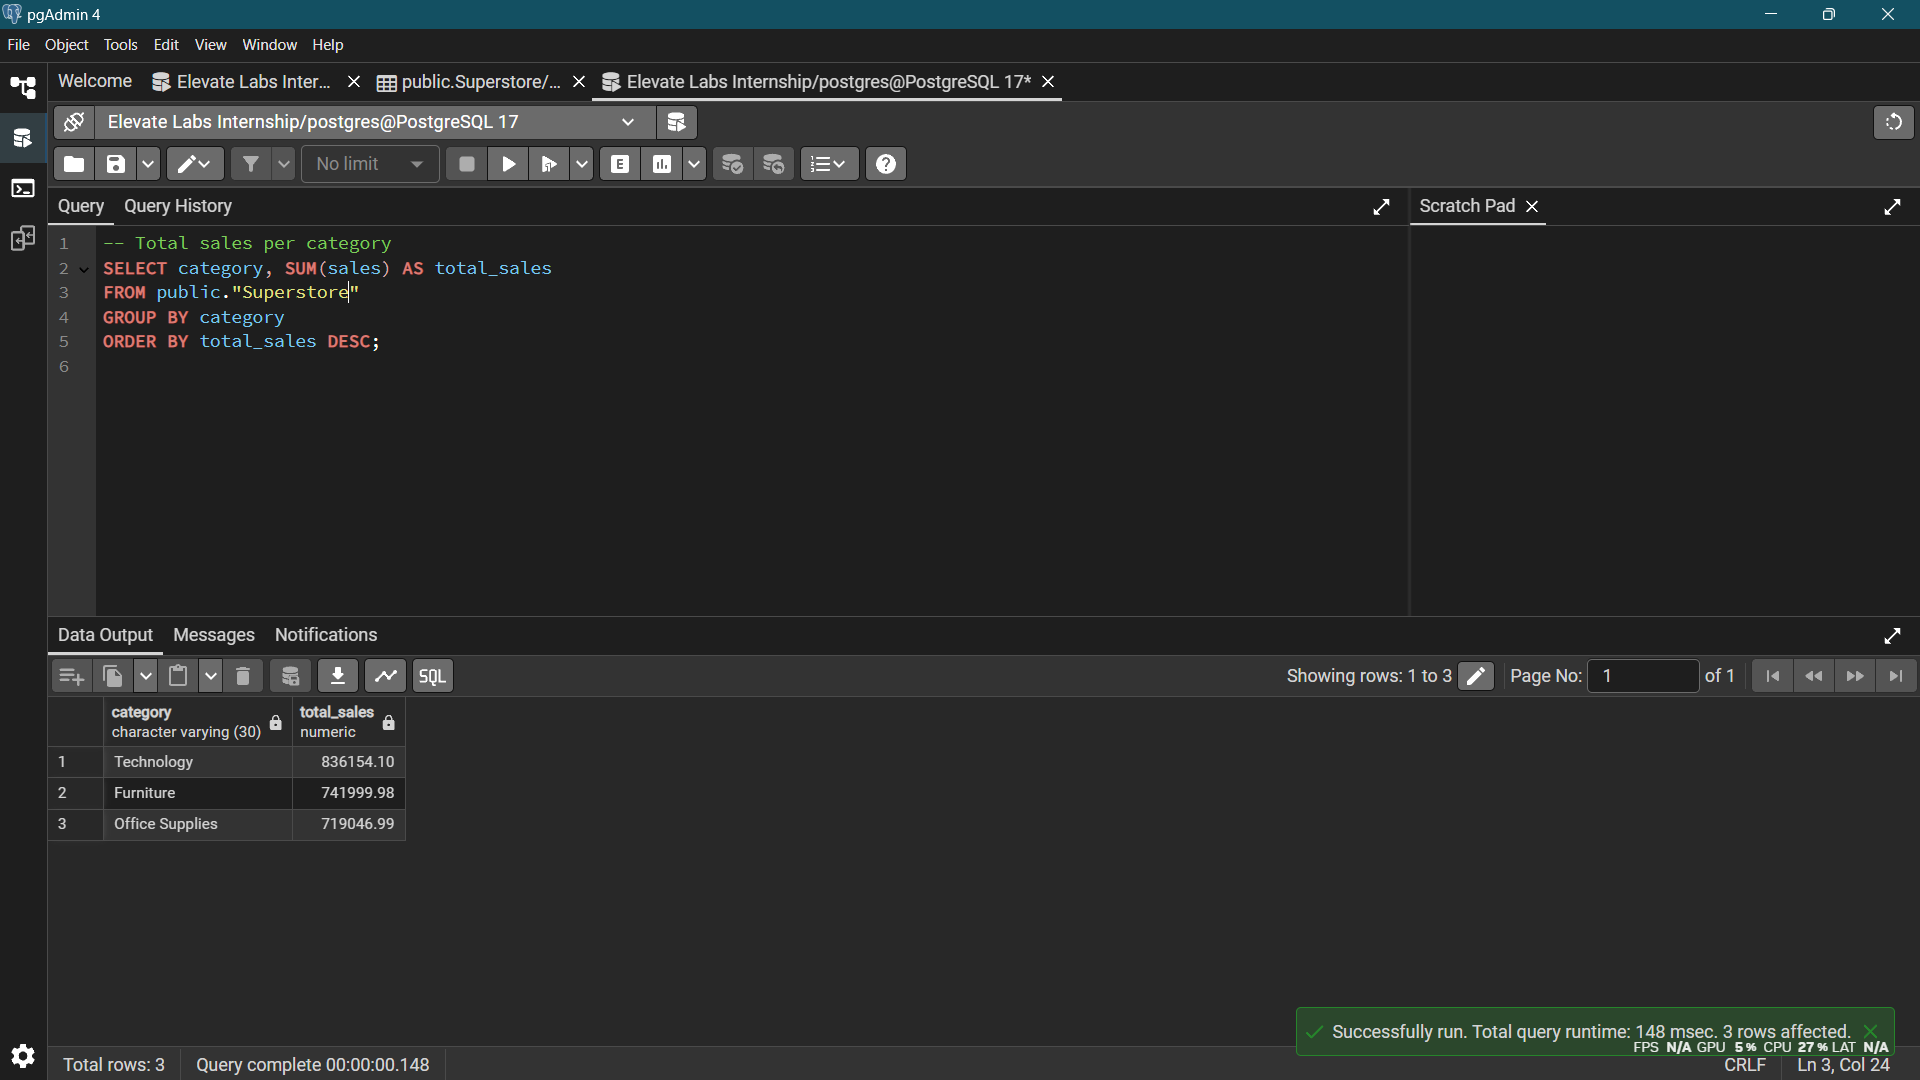 pgAdmin 4
File Object Tools Edit View Window Help
Welcome Elevate Labs Inter... public.Superstore/... Elevate Labs Internship/postgres@PostgreSQL 17*
Elevate Labs Internship/postgres@PostgreSQL 17
No limit E
Query Query History Scratch Pad
1 -- Total sales per category
2 SELECT category, SUM(sales) AS total_sales
3 FROM public."Superstore"
4 GROUP BY category
5 ORDER BY total_sales DESC;
6
Data Output Messages Notifications
SQL Showing rows: 1 to 3 Page No: 1 of 1
category total_sales
character varying (30) numeric
1 Technology 836154.10
2 Furniture 741999.98
3 Office Supplies 719046.99
Successfully run. Total query runtime: 148 msec. 3 rows affected.
FPS N/A GPU 5% CPU 27% LAT N/A
Total rows: 3 Query complete 00:00:00.148 CRLF Ln 3, Col 24